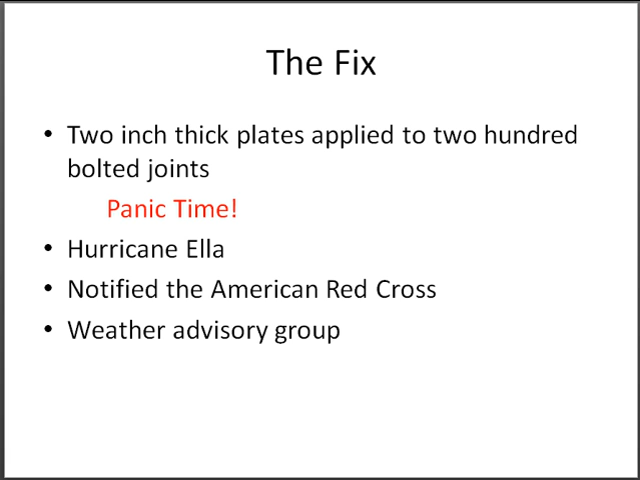 The Fix
• Two inch thick plates applied to two hundred
bolted joints
Panic Time!
• Hurricane Ella
• Notified the American Red Cross
• Weather advisory group